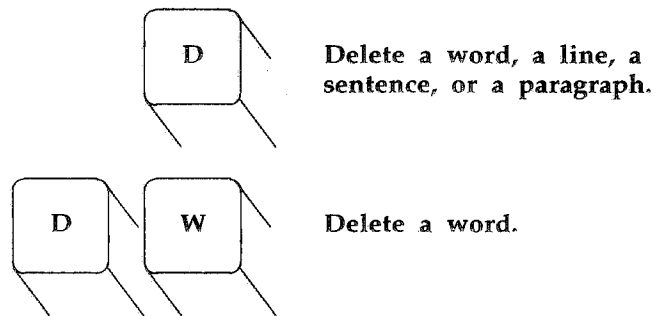 D
Delete a word, a line, a
sentence, or a paragraph.
D W
Delete a word.